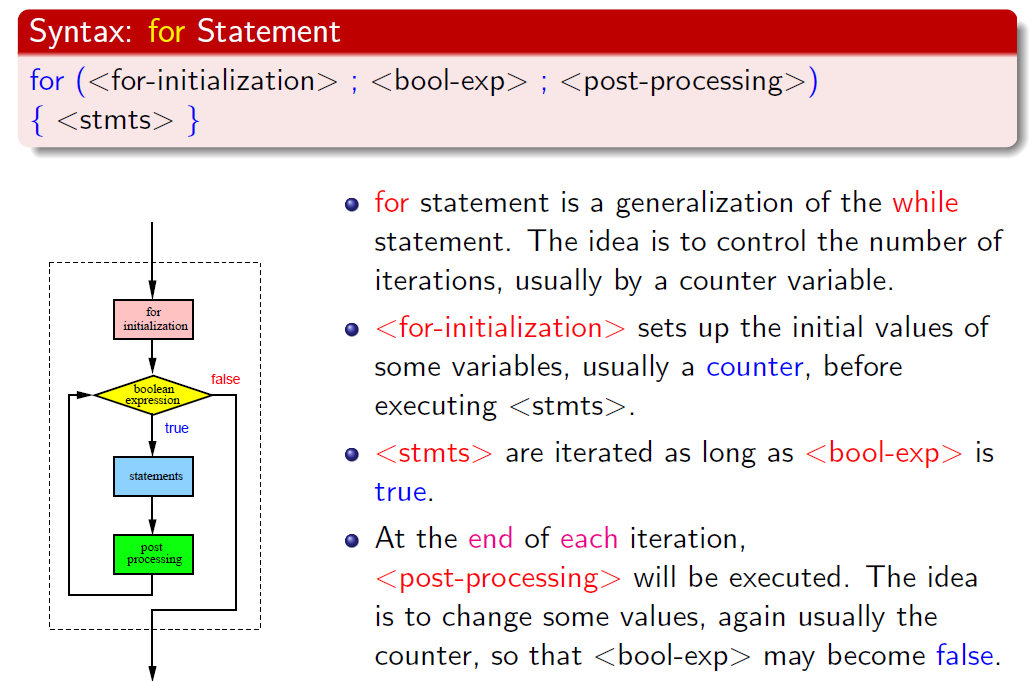 Syntax: for Statement
for (<for-initialization> ; <bool-exp> ; <post-processing>)
{ <stmts> }
for
initialization
boolean
expression
false
true
statements
post
processing
for statement is a generalization of the while
statement. The idea is to control the number of
iterations, usually by a counter variable.
<for-initialization> sets up the initial values of
some variables, usually a counter, before
executing <stmts>.
<stmts> are iterated as long as <bool-exp> is
true.
At the end of each iteration,
<post-processing> will be executed. The idea
is to change some values, again usually the
counter, so that <bool-exp> may become false.